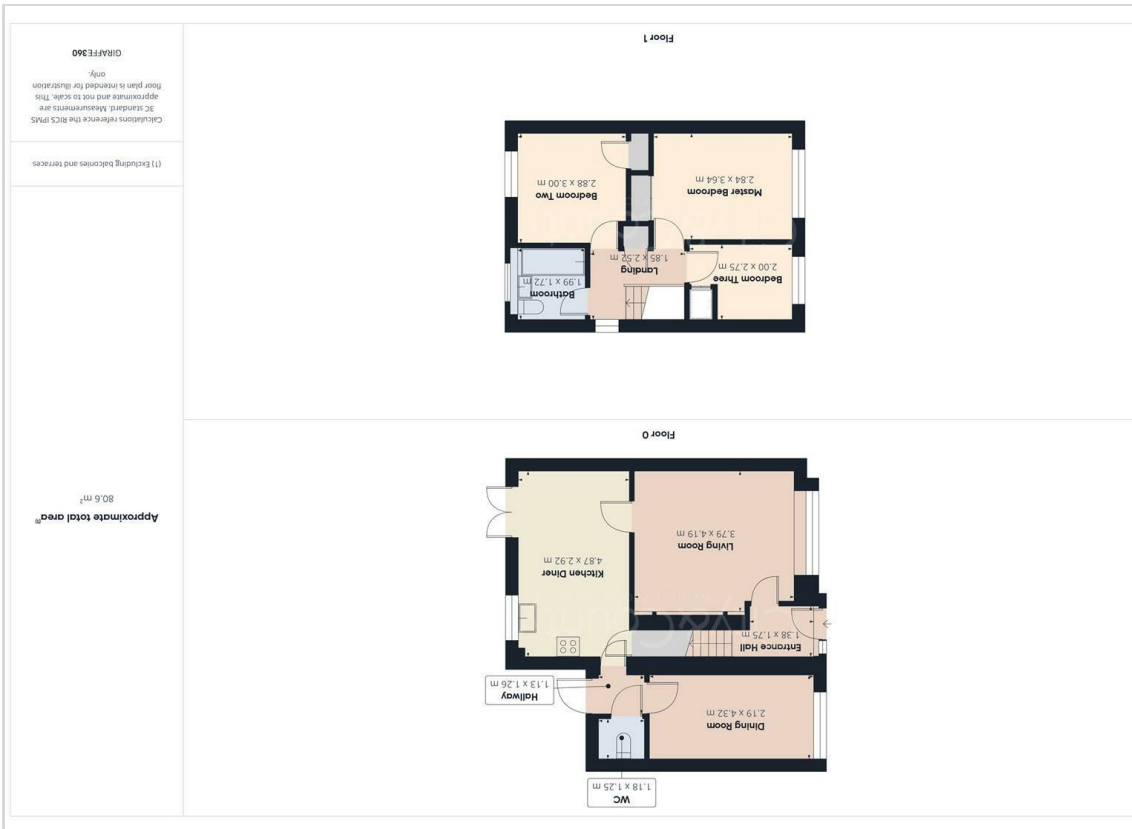 Floor 0
WC
1.18 x 1.25 m
Dining Room
2.19 x 4.32 m
Hallway
1.13 x 1.26 m
Entrance Hall
1.38 x 1.75 m
Kitchen Diner
4.87 x 2.92 m
Living Room
3.79 x 4.19 m
Floor 1
Bedroom Three
2.00 x 2.75 m
Landing
1.85 x 2.52 m
Bathroom
1.99 x 1.72 m
Master Bedroom
2.84 x 3.64 m
Bedroom Two
2.88 x 3.00 m
Approximate total area⁽¹⁾
80.6 m²
(1) Excluding balconies and terraces
Calculations reference the RICS IPMS
3C standard. Measurements are
approximate and not to scale. This
floor plan is intended for illustration
only.
GIRAFFE360